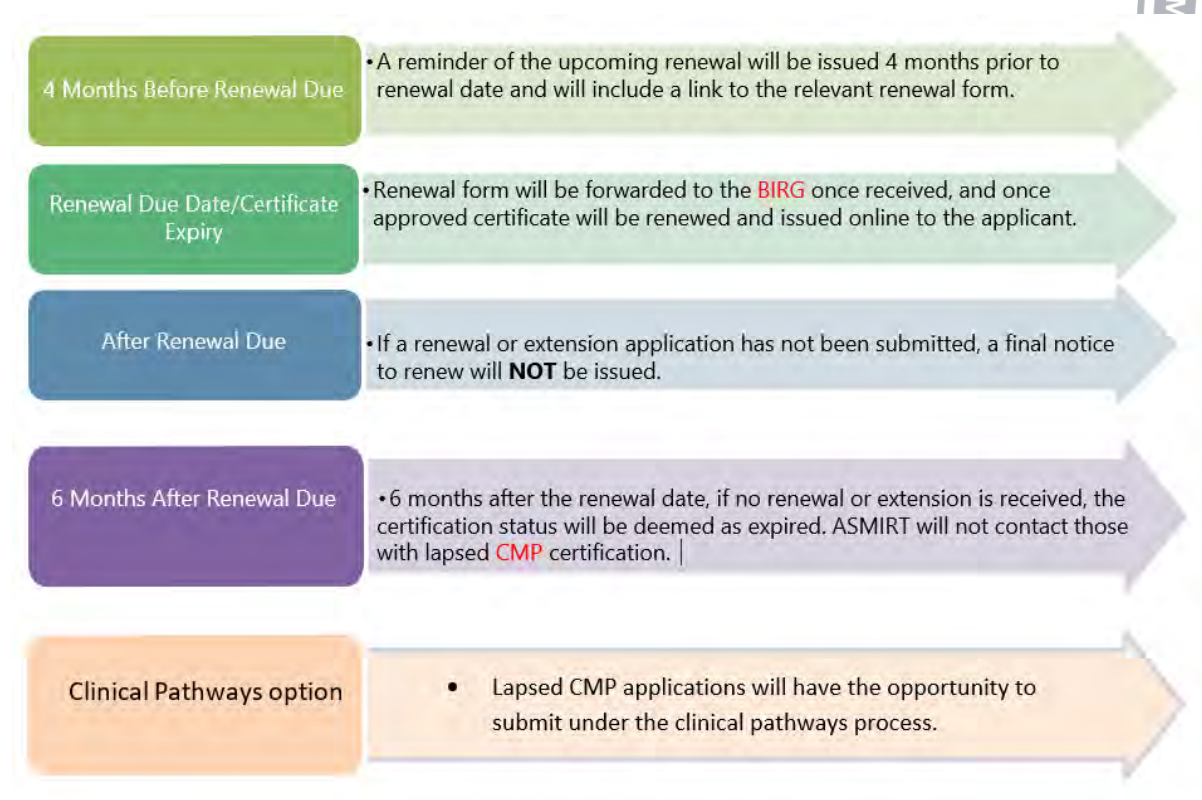 4 Months Before Renewal Due
•A reminder of the upcoming renewal will be issued 4 months prior to
renewal date and will include a link to the relevant renewal form.
Renewal Due Date/Certificate
Expiry
•Renewal form will be forwarded to the BIRG once received, and once
approved certificate will be renewed and issued online to the applicant.
After Renewal Due
•If a renewal or extension application has not been submitted, a final notice
to renew will NOT be issued.
6 Months After Renewal Due
•6 months after the renewal date, if no renewal or extension is received, the
certification status will be deemed as expired. ASMIRT will not contact those
with lapsed CMP certification.
Clinical Pathways option
• Lapsed CMP applications will have the opportunity to
submit under the clinical pathways process.